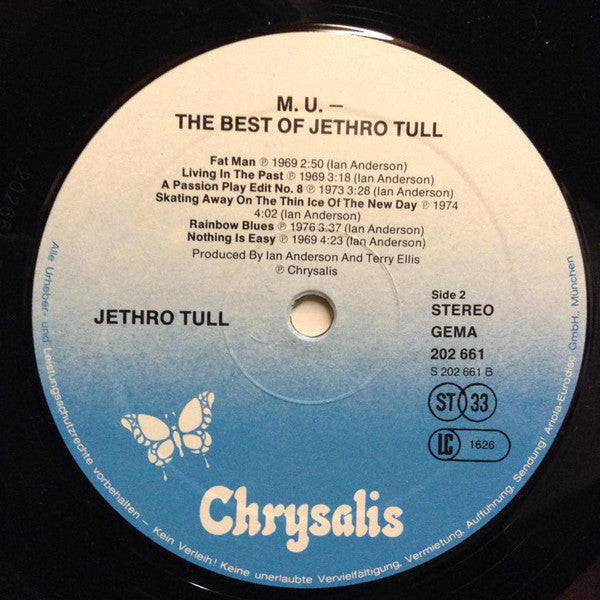 M. U. —
THE BEST OF JETHRO TULL
Fat Man ℗ 1969 2:50 (Ian Anderson)
Living In The Past ℗ 1969 3:18 (Ian Anderson)
A Passion Play Edit No. 8 ℗ 1973 3:28 (Ian Anderson)
Skating Away On The Thin Ice Of The New Day ℗ 1974
4:02 (Ian Anderson)
Rainbow Blues ℗ 1976 3:37 (Ian Anderson)
Nothing Is Easy ℗ 1969 4:23 (Ian Anderson)
Produced By Ian Anderson and Terry Ellis
℗ Chrysalis
JETHRO TULL
Side 2
STEREO
GEMA
202 661
S 202 661 B
ST 33
LC 1626
Chrysalis
Alle Urheber- und Leistungsschutzrechte vorbehalten – Kein Verleih! Keine unerlaubte Vervielfältigung, Vermietung, Aufführung, Sendung! Ariola-Eurodisc GmbH, München